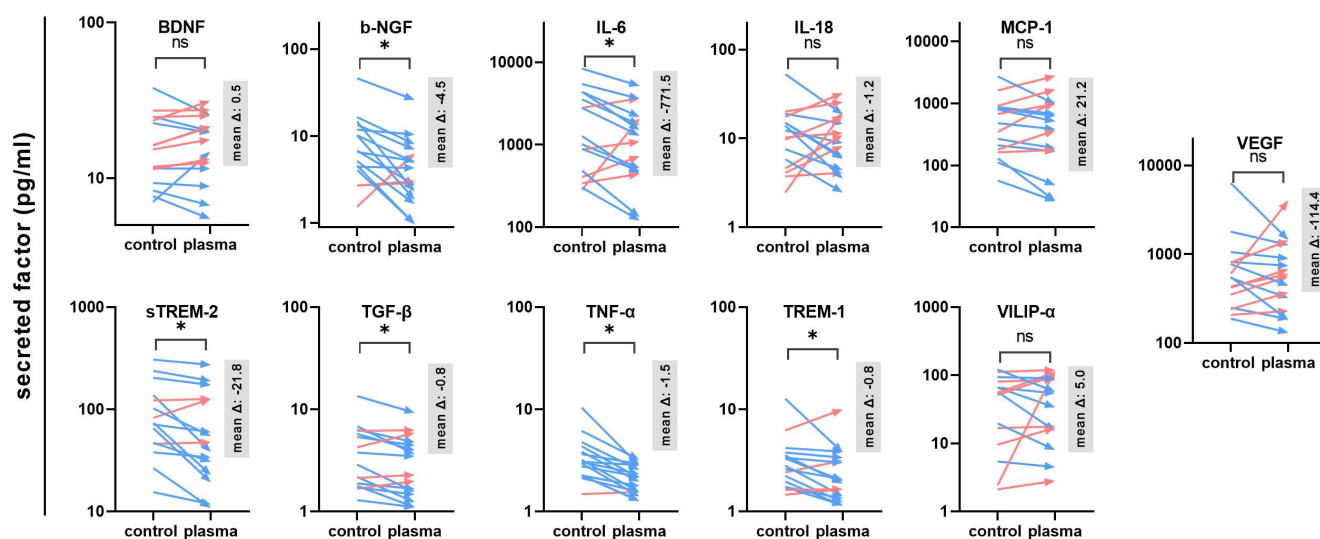 secreted factor (pg/ml)
BDNF
ns
100
10
control plasma
mean Δ: 0.5
b-NGF
*
100
10
1
control plasma
mean Δ: -4.5
IL-6
*
10000
1000
100
control plasma
mean Δ: -771.5
IL-18
ns
100
10
1
control plasma
mean Δ: -1.2
MCP-1
ns
10000
1000
100
10
control plasma
mean Δ: 21.2
VEGF
ns
10000
1000
100
control plasma
mean Δ: -114.4
sTREM-2
*
1000
100
10
control plasma
mean Δ: -21.8
TGF-β
*
100
10
1
control plasma
mean Δ: -0.8
TNF-α
*
100
10
1
control plasma
mean Δ: -1.5
TREM-1
*
100
10
1
control plasma
mean Δ: -0.8
VILIP-α
ns
1000
100
10
1
control plasma
mean Δ: 5.0